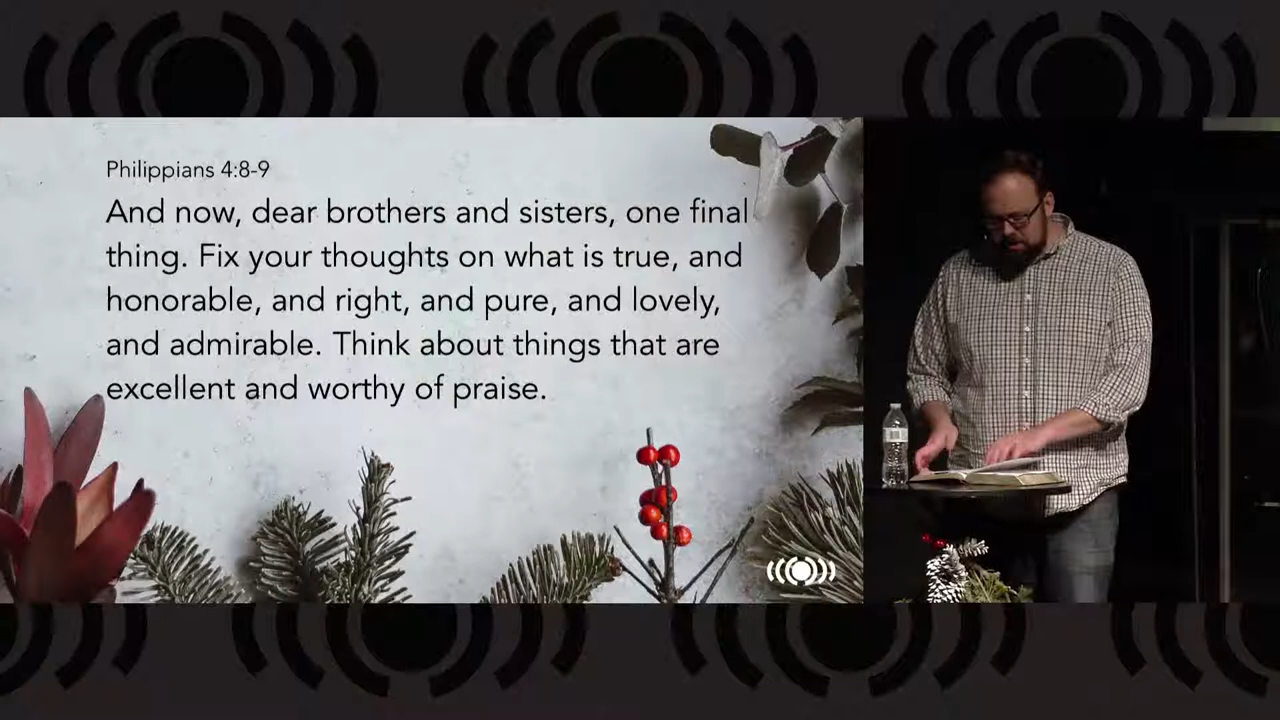 Philippians 4:8-9
And now, dear brothers and sisters, one final
thing. Fix your thoughts on what is true, and
honorable, and right, and pure, and lovely,
and admirable. Think about things that are
excellent and worthy of praise.